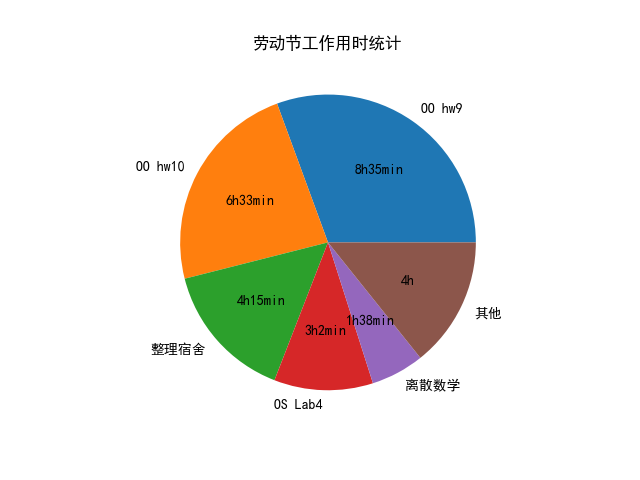 劳动节工作用时统计
OO hw9
8h35min
OO hw10
6h33min
4h15min
整理宿舍
3h2min
OS Lab4
1h38min
离散数学
4h
其他